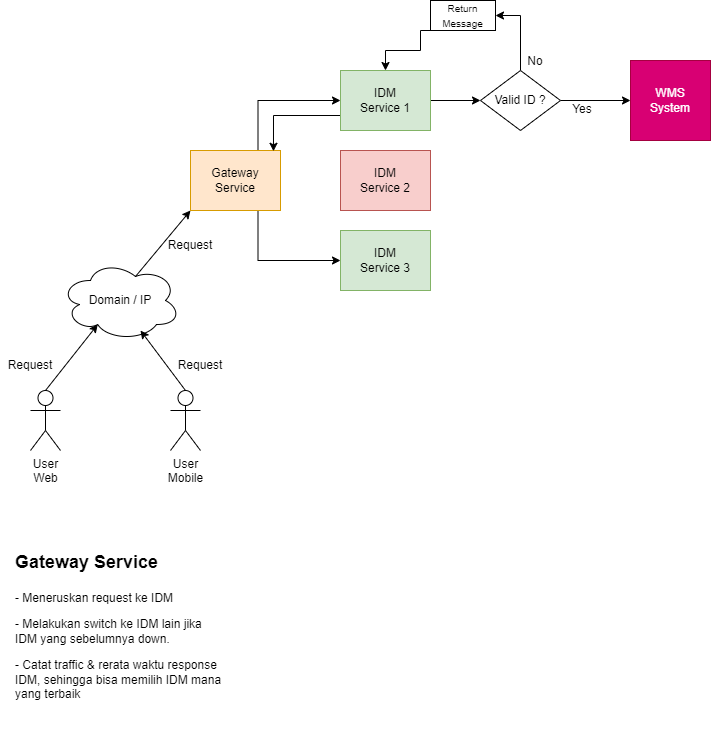 Return
Message
No
IDM
Service 1
Valid ID ?
Yes
WMS
System
Gateway
Service
IDM
Service 2
Request
IDM
Service 3
Domain / IP
Request
Request
User
Web
User
Mobile
Gateway Service
- Meneruskan request ke IDM
- Melakukan switch ke IDM lain jika
IDM yang sebelumnya down.
- Catat traffic & rerata waktu response
IDM, sehingga bisa memilih IDM mana
yang terbaik